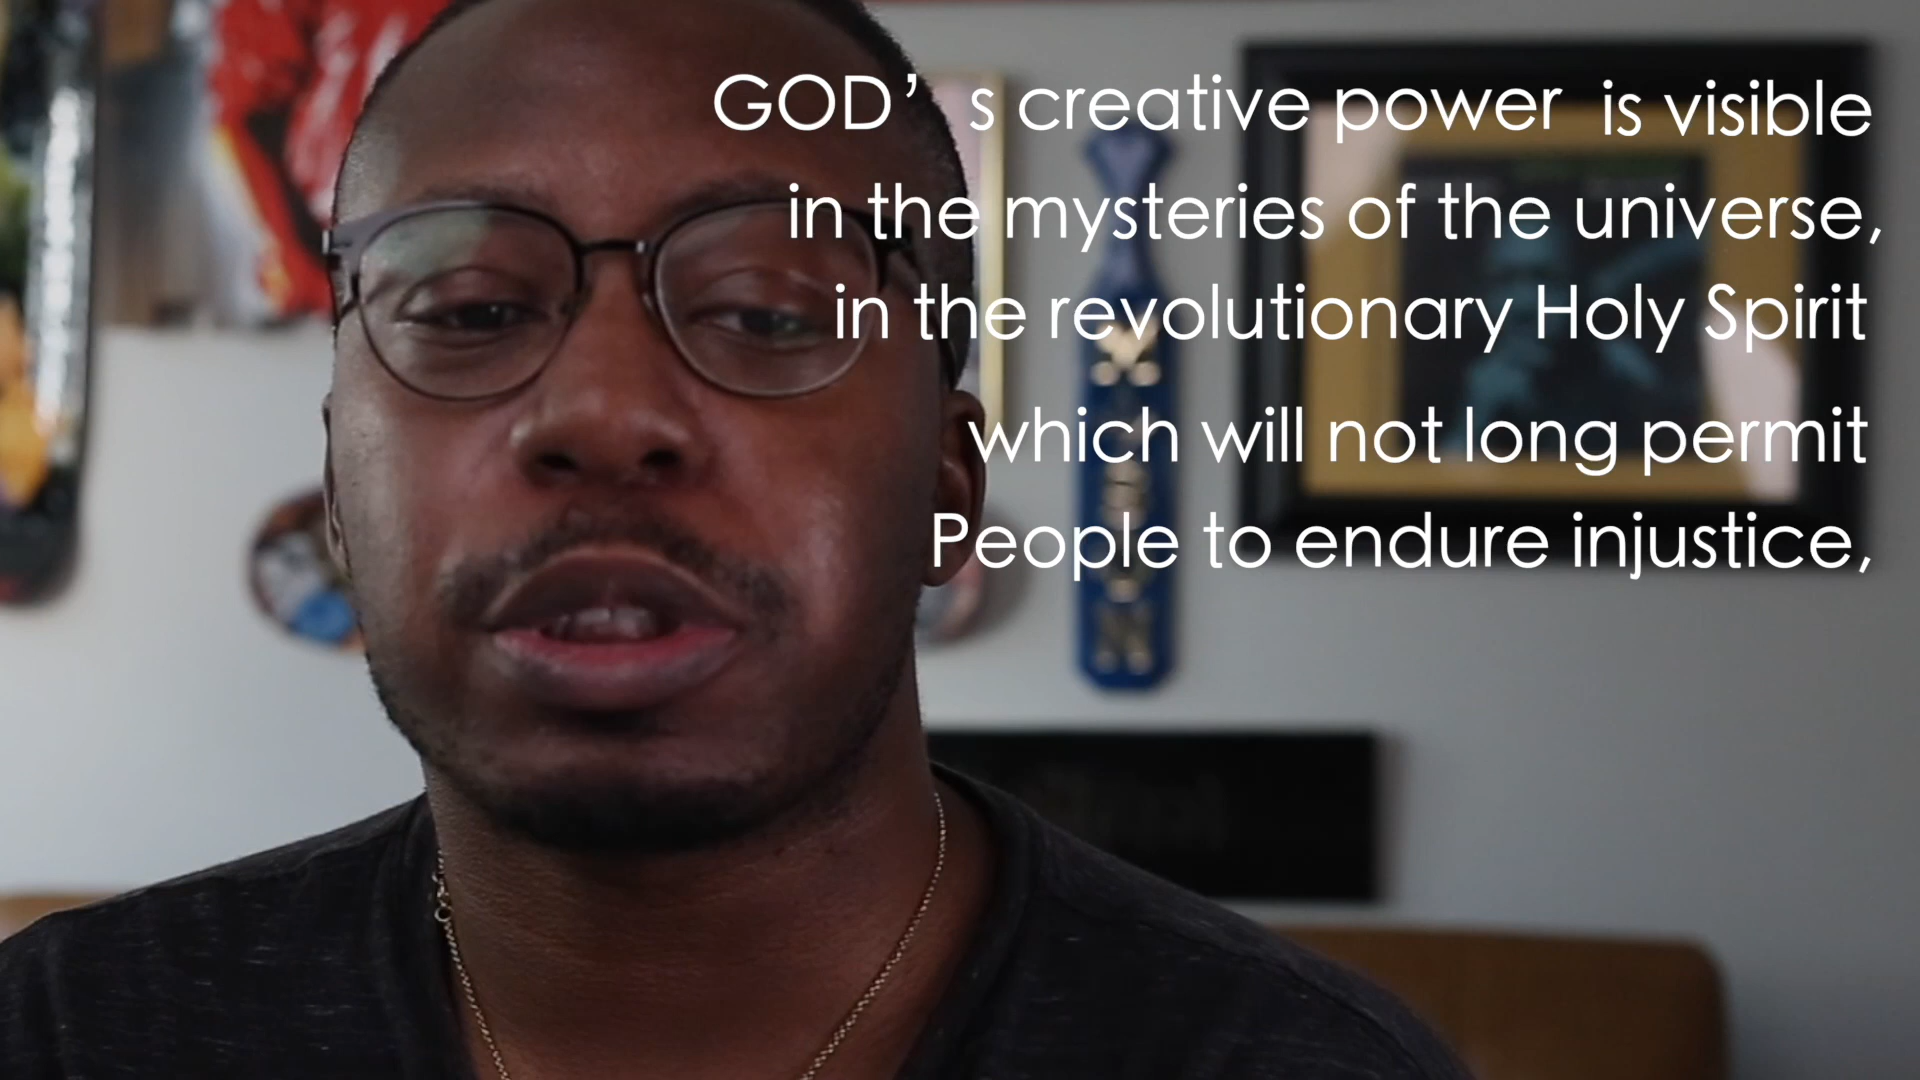 GOD’s creative power is visible
in the mysteries of the universe,
in the revolutionary Holy Spirit
which will not long permit
People to endure injustice,